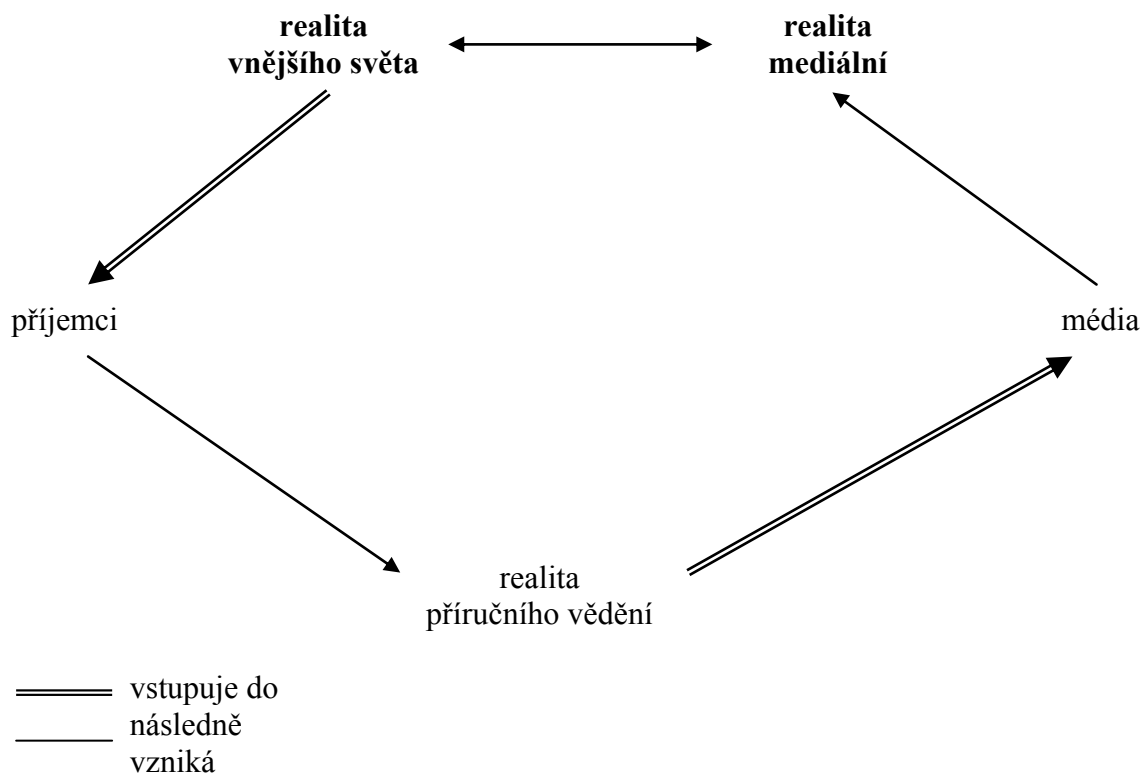 realita
vnějšího světa
realita
mediální
příjemci
média
realita
příručního vědění
vstupuje do
následně
vzniká